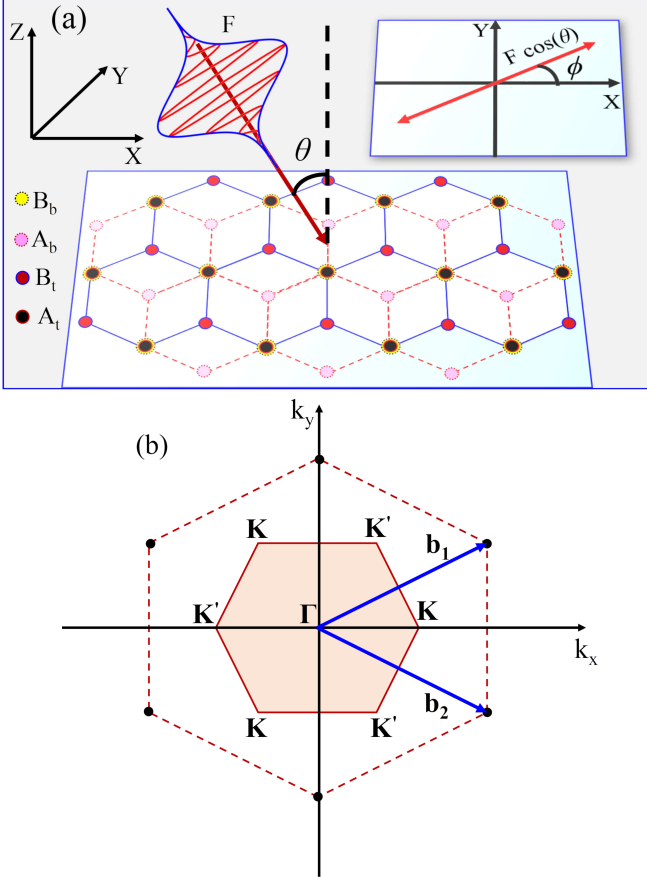 (a)
F
Z
Y
X
θ
Y
F cos(θ)
ϕ
X
B_b
A_b
B_t
A_t
(b)
k_y
K
K'
b_1
K'
Γ
K
k_x
b_2
K
K'